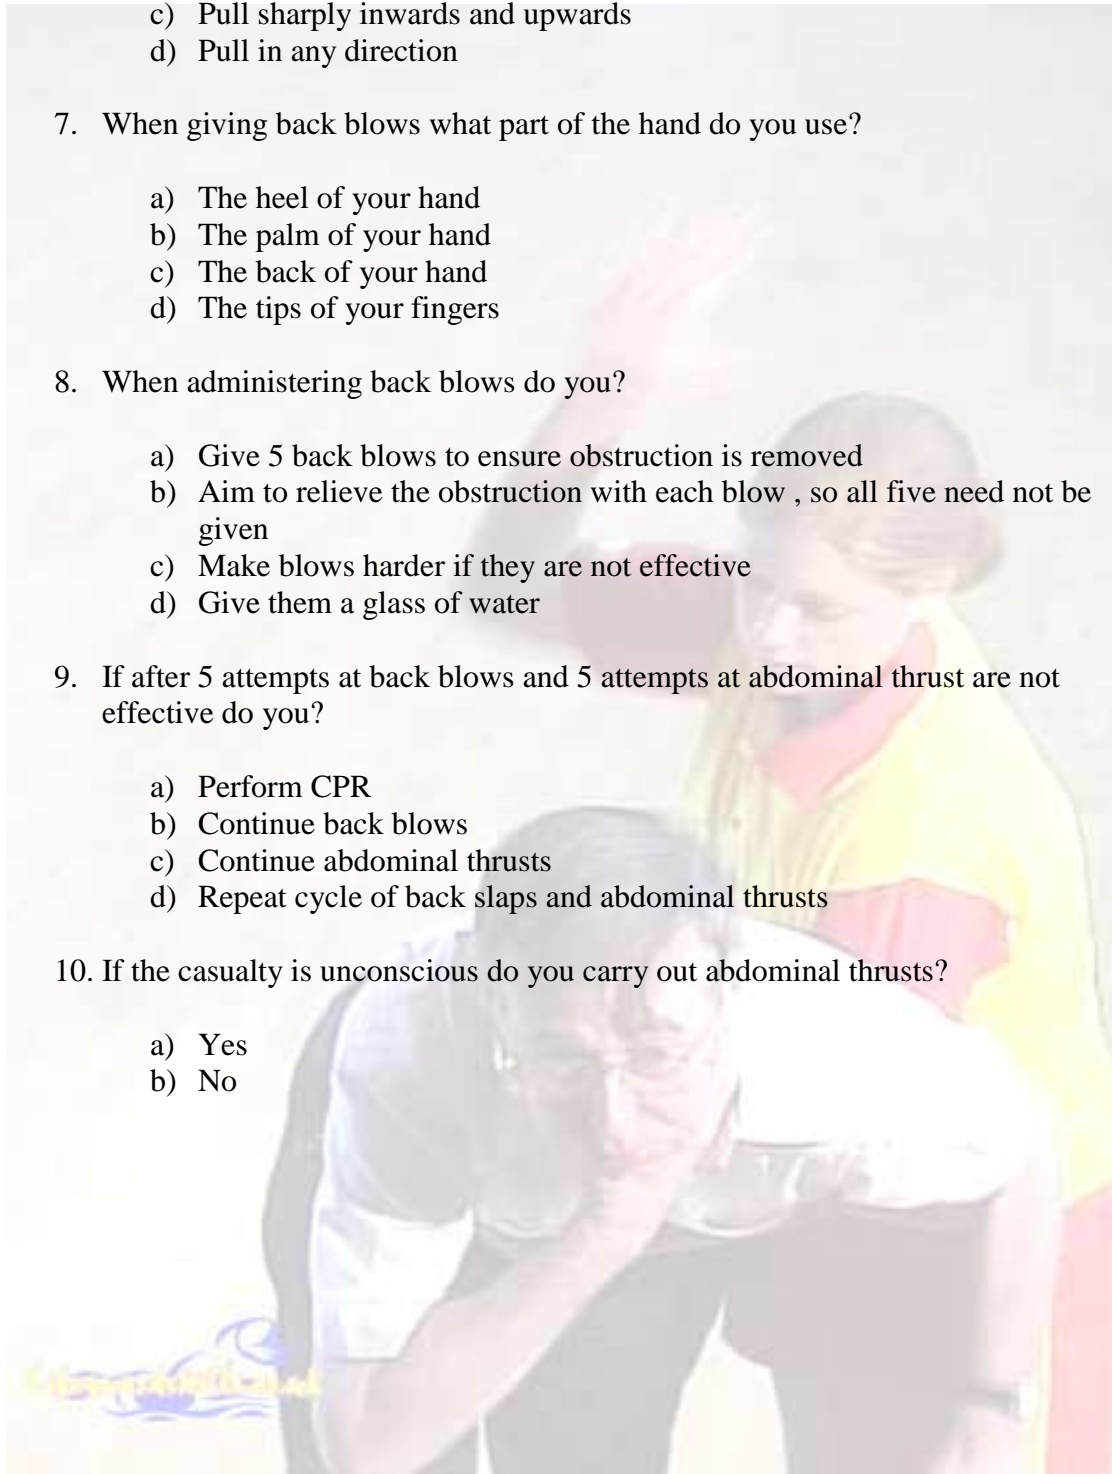 c) Pull sharply inwards and upwards
d) Pull in any direction
7. When giving back blows what part of the hand do you use?
a) The heel of your hand
b) The palm of your hand
c) The back of your hand
d) The tips of your fingers
8. When administering back blows do you?
a) Give 5 back blows to ensure obstruction is removed
b) Aim to relieve the obstruction with each blow , so all five need not be
given
c) Make blows harder if they are not effective
d) Give them a glass of water
9. If after 5 attempts at back blows and 5 attempts at abdominal thrust are not
effective do you?
a) Perform CPR
b) Continue back blows
c) Continue abdominal thrusts
d) Repeat cycle of back slaps and abdominal thrusts
10. If the casualty is unconscious do you carry out abdominal thrusts?
a) Yes
b) No